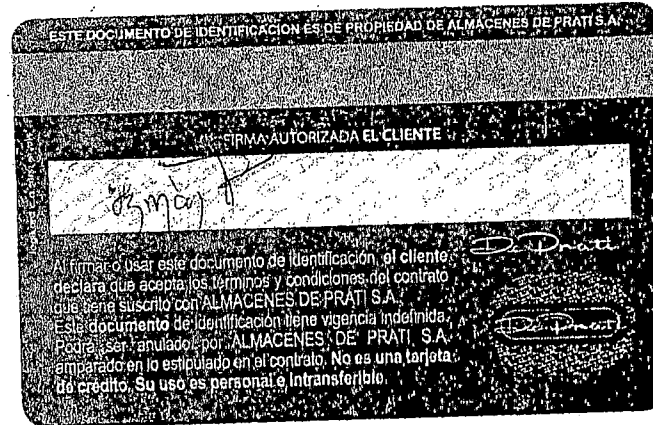 ESTE DOCUMENTO DE IDENTIFICACIÓN ES DE PROPIEDAD DE ALMACENES DE PRATI S.A.
FIRMA AUTORIZADA EL CLIENTE
De Prati
Al firmar o usar este documento de identificación, el cliente
declara que acepta los términos y condiciones del contrato
que tiene suscrito con ALMACENES DE PRATI S.A.
Este documento de identificación tiene vigencia indefinida.
Podrá ser anulado por ALMACENES DE PRATI S.A.
amparado en lo estipulado en el contrato. No es una tarjeta
de crédito. Su uso es personal e intransferible.
De Prati